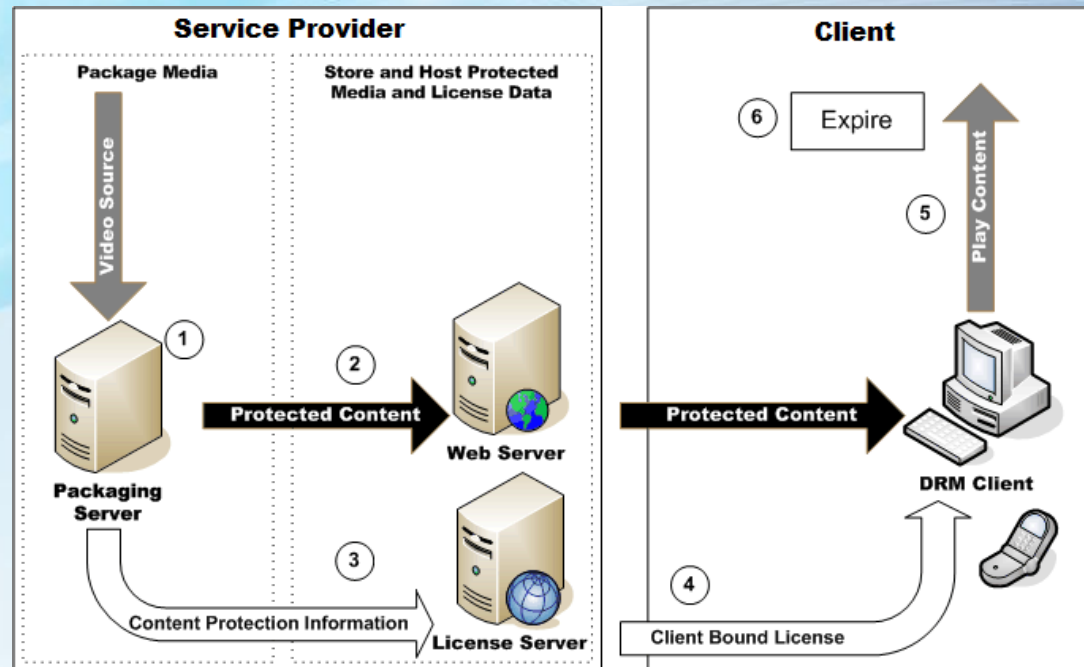 Service Provider
Package Media
Store and Host Protected
Media and License Data
Video Source
1
2
Protected Content
Web Server
Packaging
Server
3
Content Protection Information
License Server
Client
6
Expire
5
Play Content
Protected Content
DRM Client
4
Client Bound License